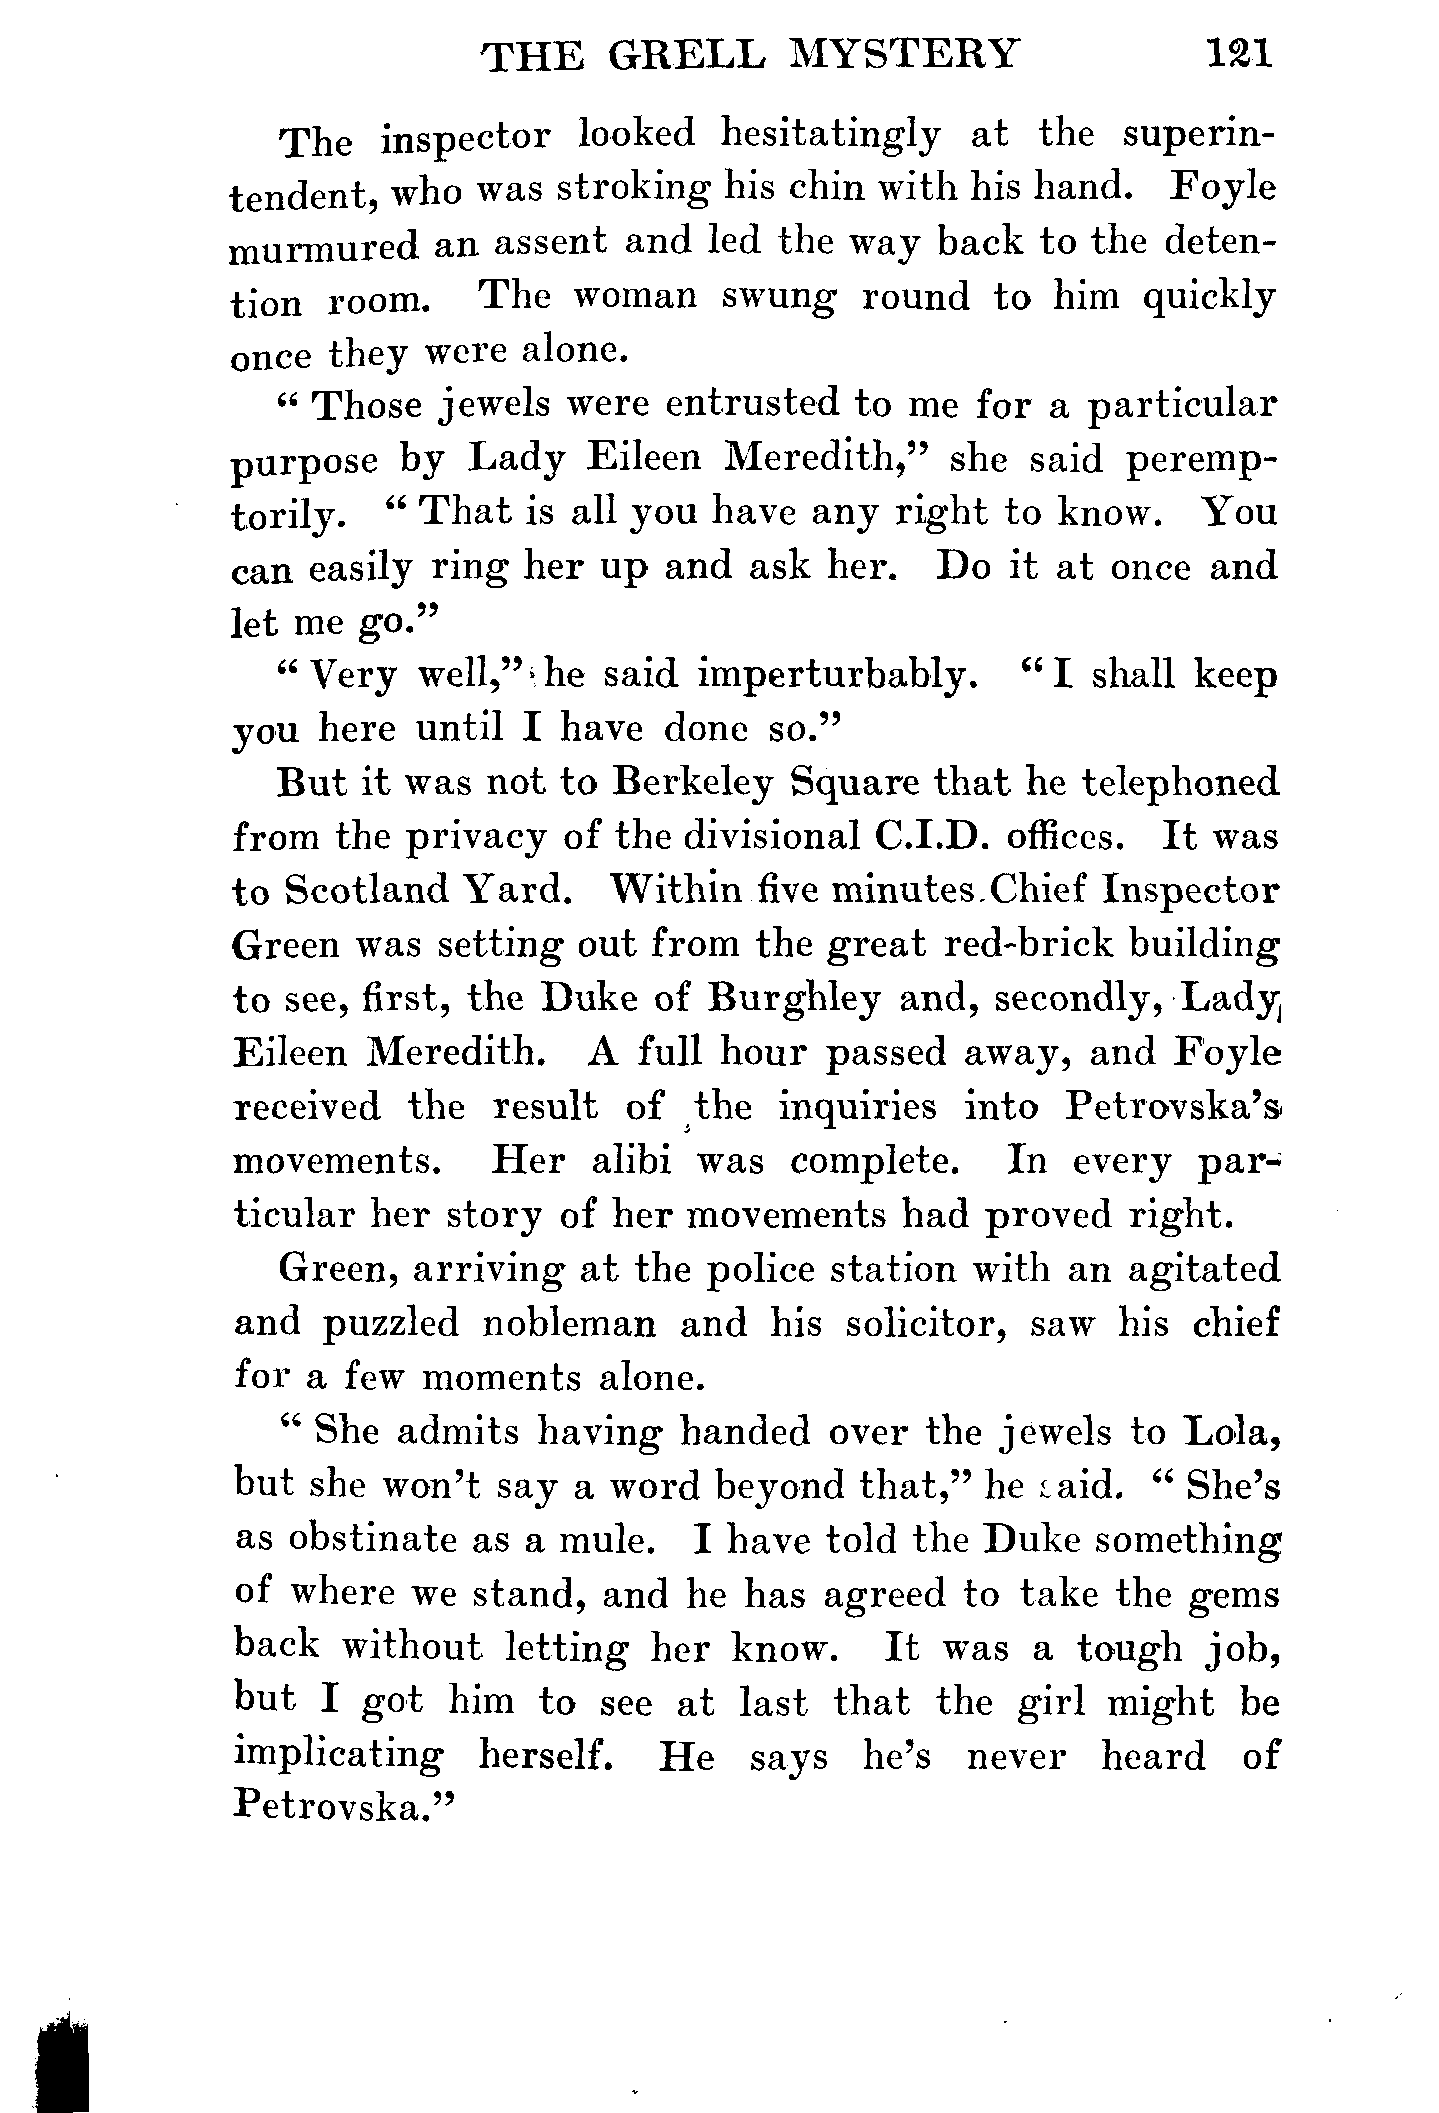 THE GRELL MYSTERY 121
The inspector looked hesitatingly at the superin-
tendent, who was stroking his chin with his hand. Foyle
murmured an assent and led the way back to the deten-
tion room. The woman swung round to him quickly
once they were alone.
“Those jewels were entrusted to me for a particular
purpose by Lady Eileen Meredith,” she said peremp-
torily. “That is all you have any right to know. You
can easily ring her up and ask her. Do it at once and
let me go.”
“Very well,” he said imperturbably. “I shall keep
you here until I have done so.”
But it was not to Berkeley Square that he telephoned
from the privacy of the divisional C.I.D. offices. It was
to Scotland Yard. Within five minutes Chief Inspector
Green was setting out from the great red-brick building
to see, first, the Duke of Burghley and, secondly, Lady
Eileen Meredith. A full hour passed away, and Foyle
received the result of the inquiries into Petrovska’s
movements. Her alibi was complete. In every par-
ticular her story of her movements had proved right.
Green, arriving at the police station with an agitated
and puzzled nobleman and his solicitor, saw his chief
for a few moments alone.
“She admits having handed over the jewels to Lola,
but she won’t say a word beyond that,” he said. “She’s
as obstinate as a mule. I have told the Duke something
of where we stand, and he has agreed to take the gems
back without letting her know. It was a tough job,
but I got him to see at last that the girl might be
implicating herself. He says he’s never heard of
Petrovska.”